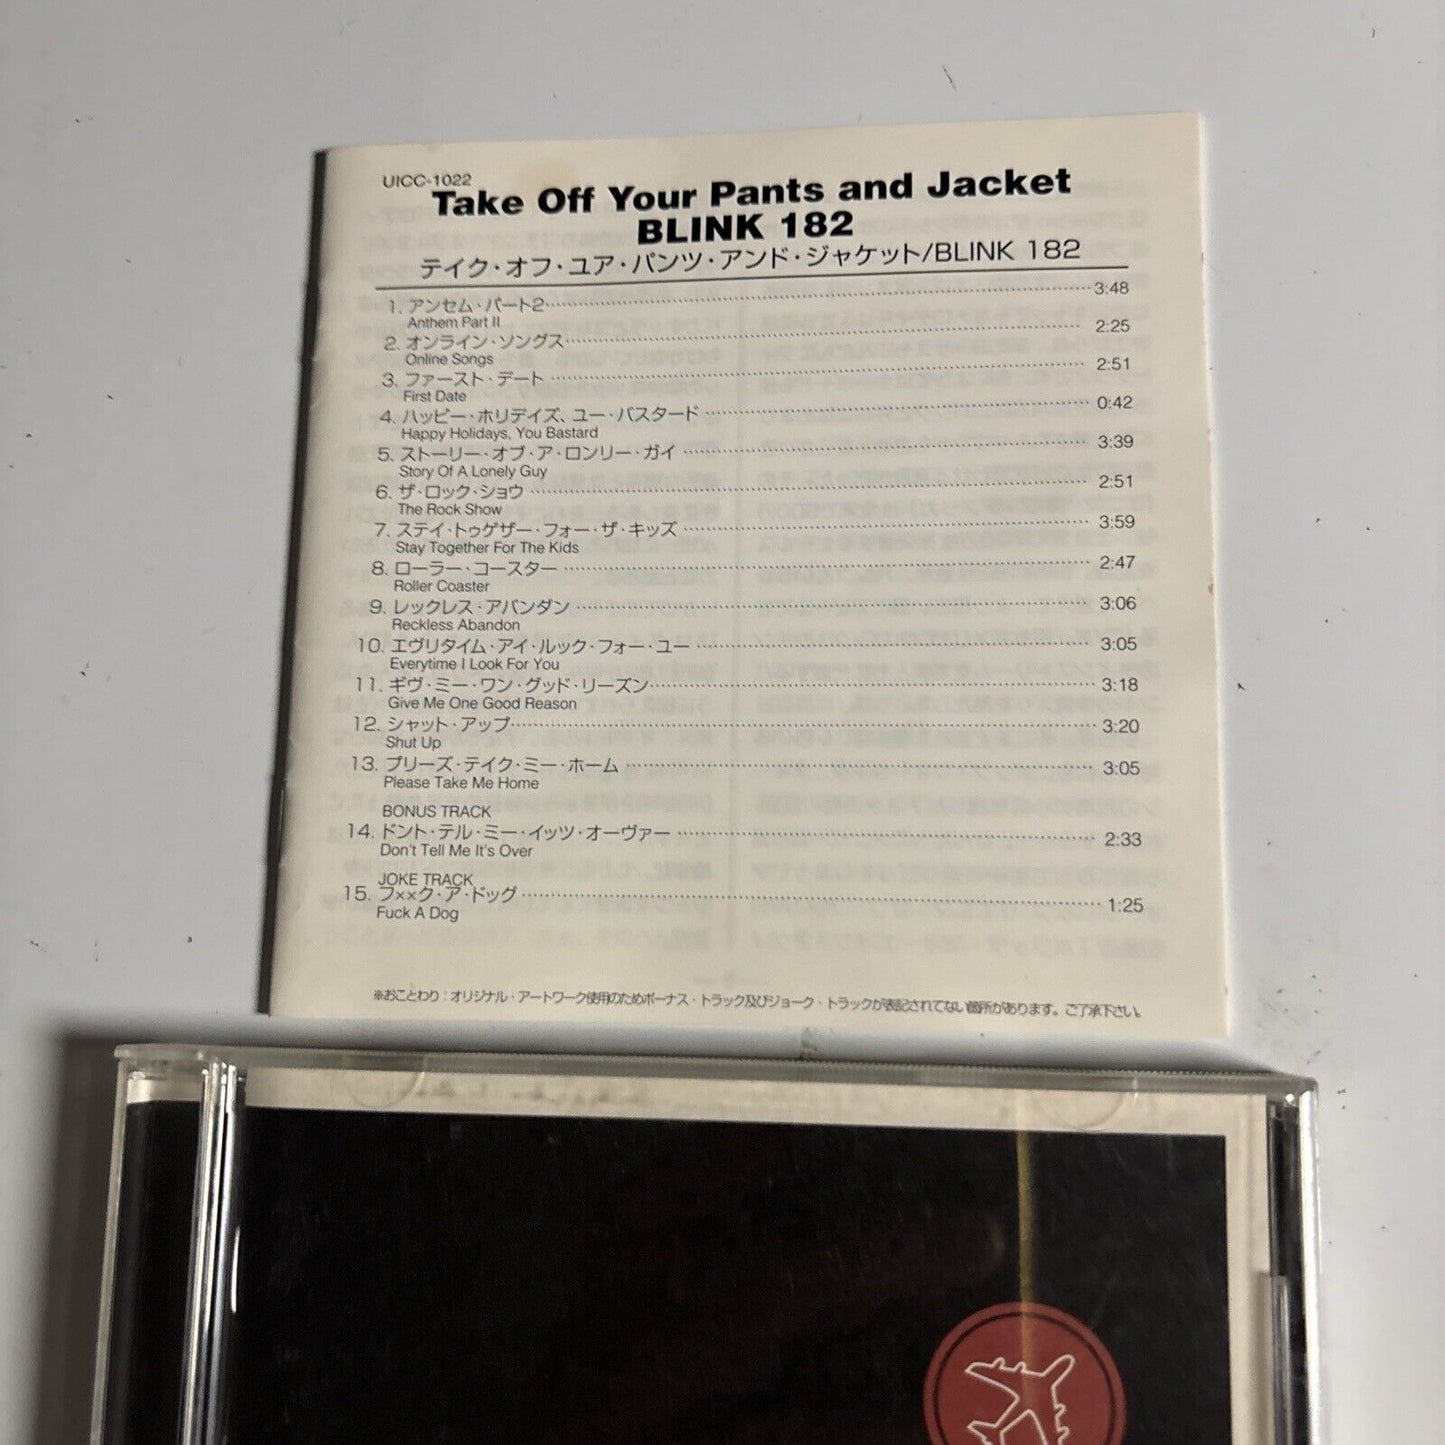 UICC-1022
Take Off Your Pants and Jacket
BLINK 182
テイク・オフ・ユア・パンツ・アンド・ジャケット/BLINK 182
1. アンセム・パート2 3:48
Anthem Part II
2. オンライン・ソングス 2:25
Online Songs
3. ファースト・デート 2:51
First Date
4. ハッピー・ホリデイズ、ユー・バスタード 0:42
Happy Holidays, You Bastard
5. ストーリー・オブ・ア・ロンリー・ガイ 3:39
Story Of A Lonely Guy
6. ザ・ロック・ショウ 2:51
The Rock Show
7. ステイ・トゥゲザー・フォー・ザ・キッズ 3:59
Stay Together For The Kids
8. ローラー・コースター 2:47
Roller Coaster
9. レックレス・アバンダン 3:06
Reckless Abandon
10. エヴリタイム・アイ・ルック・フォー・ユー 3:05
Everytime I Look For You
11. ギヴ・ミー・ワン・グッド・リーズン 3:18
Give Me One Good Reason
12. シャット・アップ 3:20
Shut Up
13. プリーズ・テイク・ミー・ホーム 3:05
Please Take Me Home
BONUS TRACK
14. ドント・テル・ミー・イッツ・オーヴァー 2:33
Don't Tell Me It's Over
JOKE TRACK
15. フ××ク・ア・ドッグ 1:25
Fuck A Dog
※おことわり：オリジナル・アートワーク使用のためボーナス・トラック及びジョーク・トラックが表記されてない箇所があります。ご了承下さい。